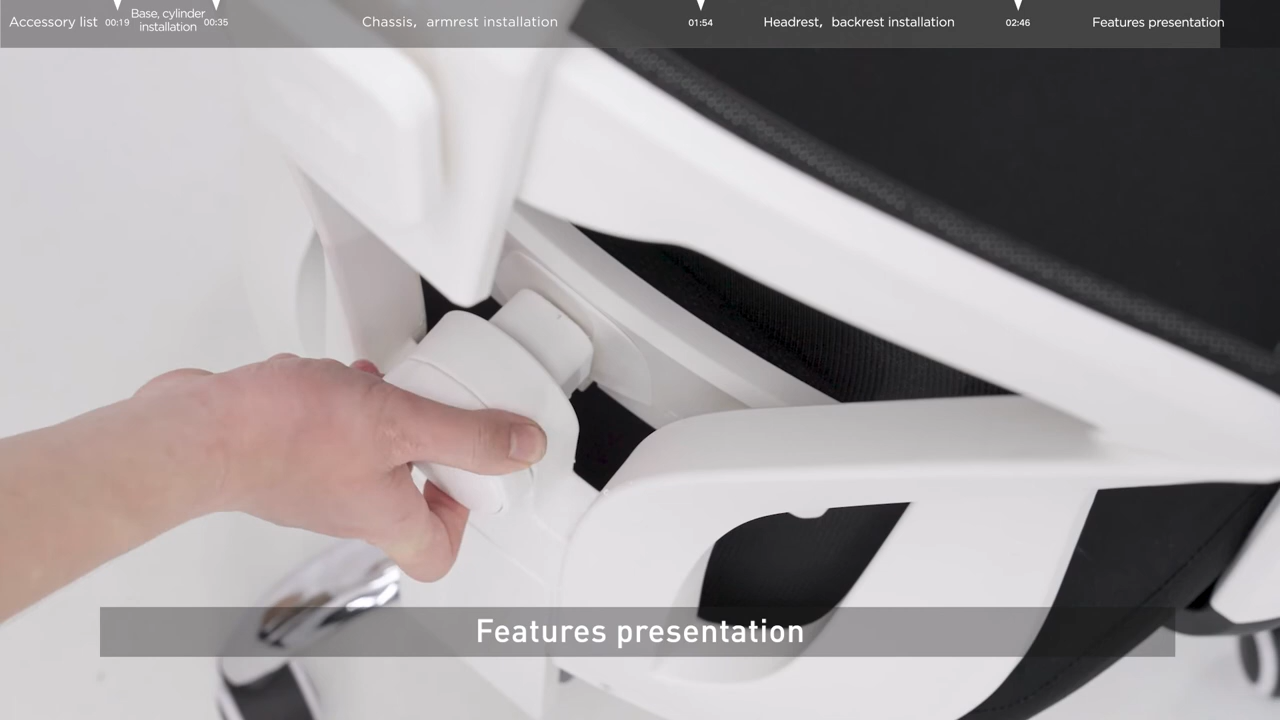 Accessory list
00:19
Base, cylinder
installation
00:35
Chassis, armrest installation
01:54
Headrest, backrest installation
02:46
Features presentation
Features presentation